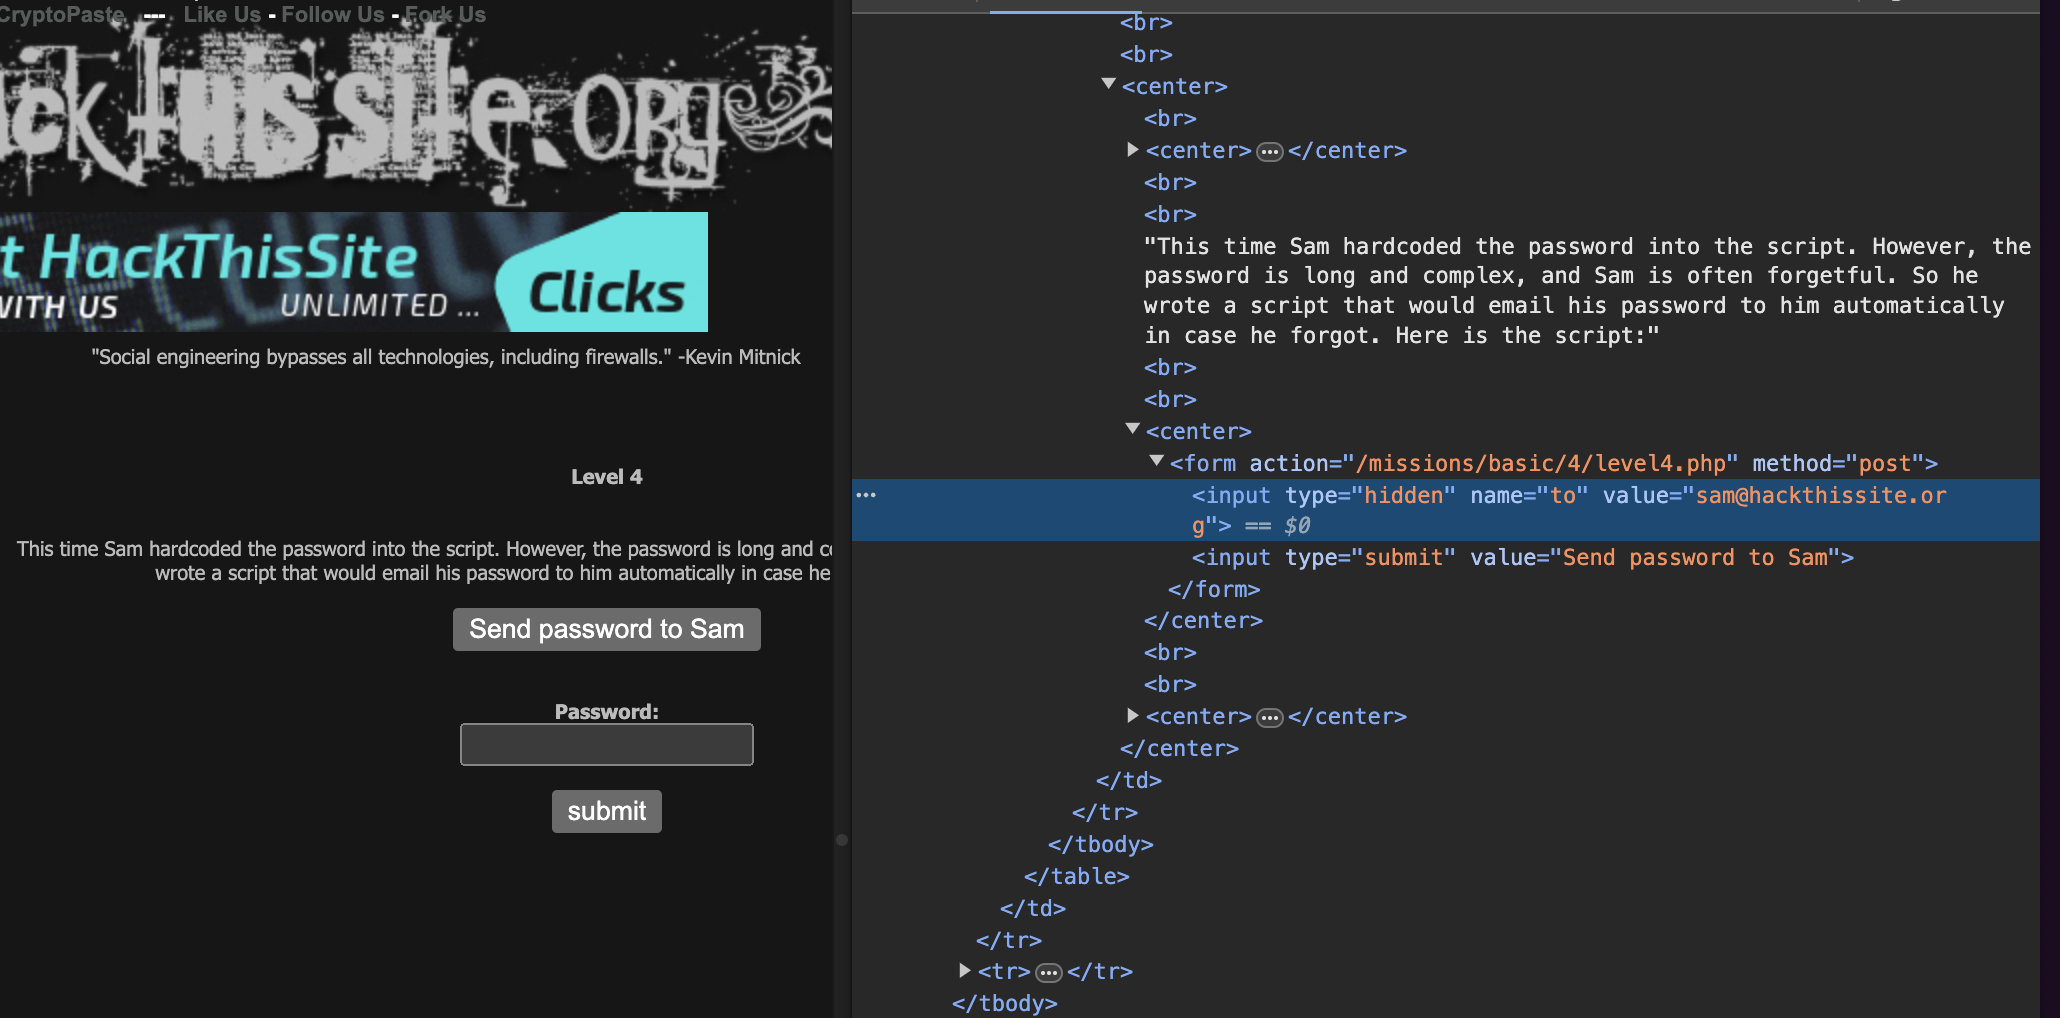 CryptoPaste --- Like Us - Follow Us - Fork Us
ck this site.org
t HackThisSite
WITH US
UNLIMITED ...
Clicks
"Social engineering bypasses all technologies, including firewalls." -Kevin Mitnick
Level 4
This time Sam hardcoded the password into the script. However, the password is long and c
wrote a script that would email his password to him automatically in case he
Send password to Sam
Password:
submit
<br>
<br>
<center>
<br>
<center> ... </center>
<br>
<br>
"This time Sam hardcoded the password into the script. However, the
password is long and complex, and Sam is often forgetful. So he
wrote a script that would email his password to him automatically
in case he forgot. Here is the script:"
<br>
<br>
<center>
<form action="/missions/basic/4/level4.php" method="post">
... <input type="hidden" name="to" value="sam@hackthissite.or
g"> == $0
<input type="submit" value="Send password to Sam">
</form>
</center>
<br>
<br>
<center> ... </center>
</center>
</td>
</tr>
</tbody>
</table>
</td>
</tr>
<tr> ... </tr>
</tbody>